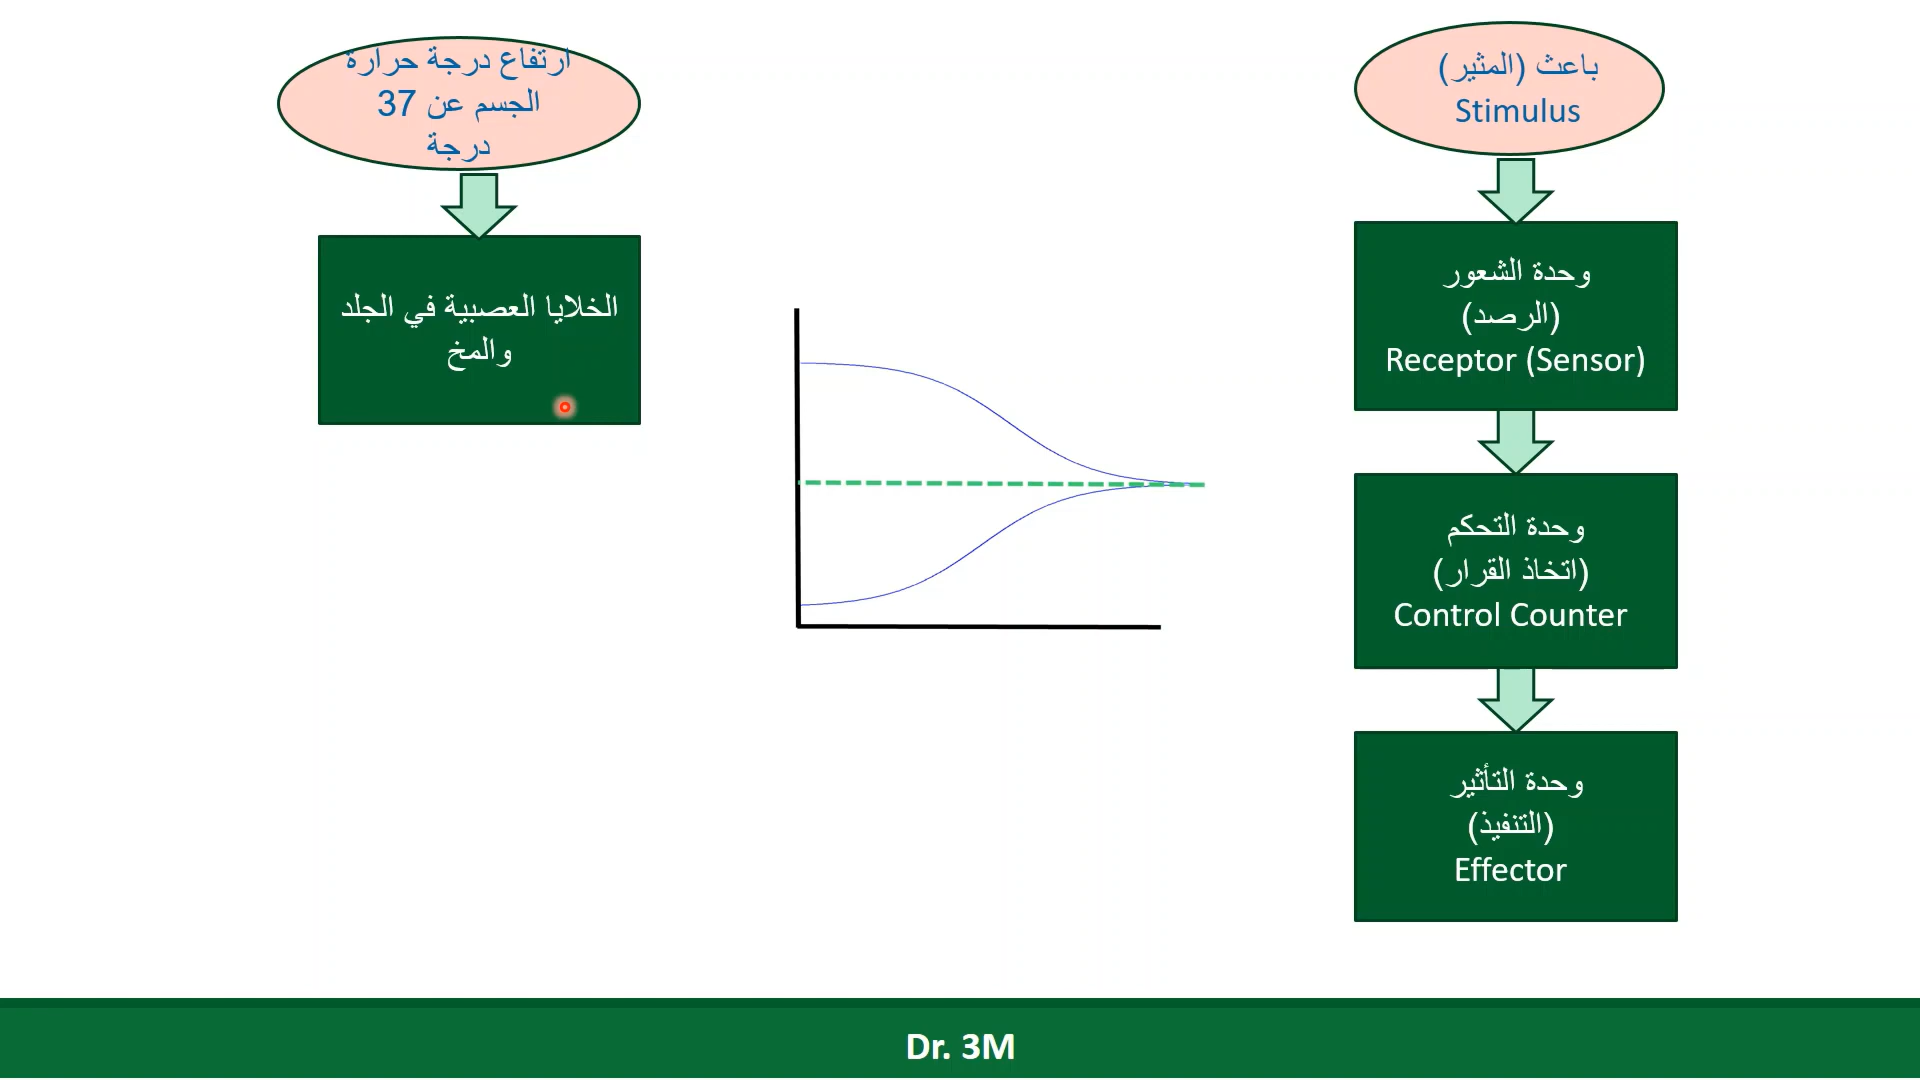 باعث (المثير)
Stimulus
وحدة الشعور
(الرصد)
Receptor (Sensor)
وحدة التحكم
(اتخاذ القرار)
Control Counter
وحدة التأثير
(التنفيذ)
Effector
ارتفاع درجة حرارة
الجسم عن 37
درجة
الخلايا العصبية في الجلد
والمخ
Dr. 3M